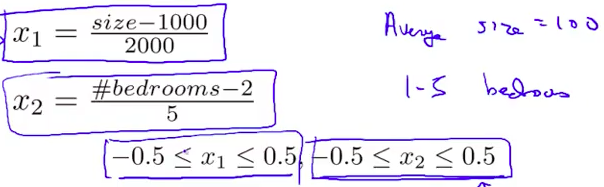 x₁ = (size−1000)/2000
Average size = 100
x₂ = (#bedrooms−2)/5
1-5 bedrooms
−0.5 ≤ x₁ ≤ 0.5, −0.5 ≤ x₂ ≤ 0.5